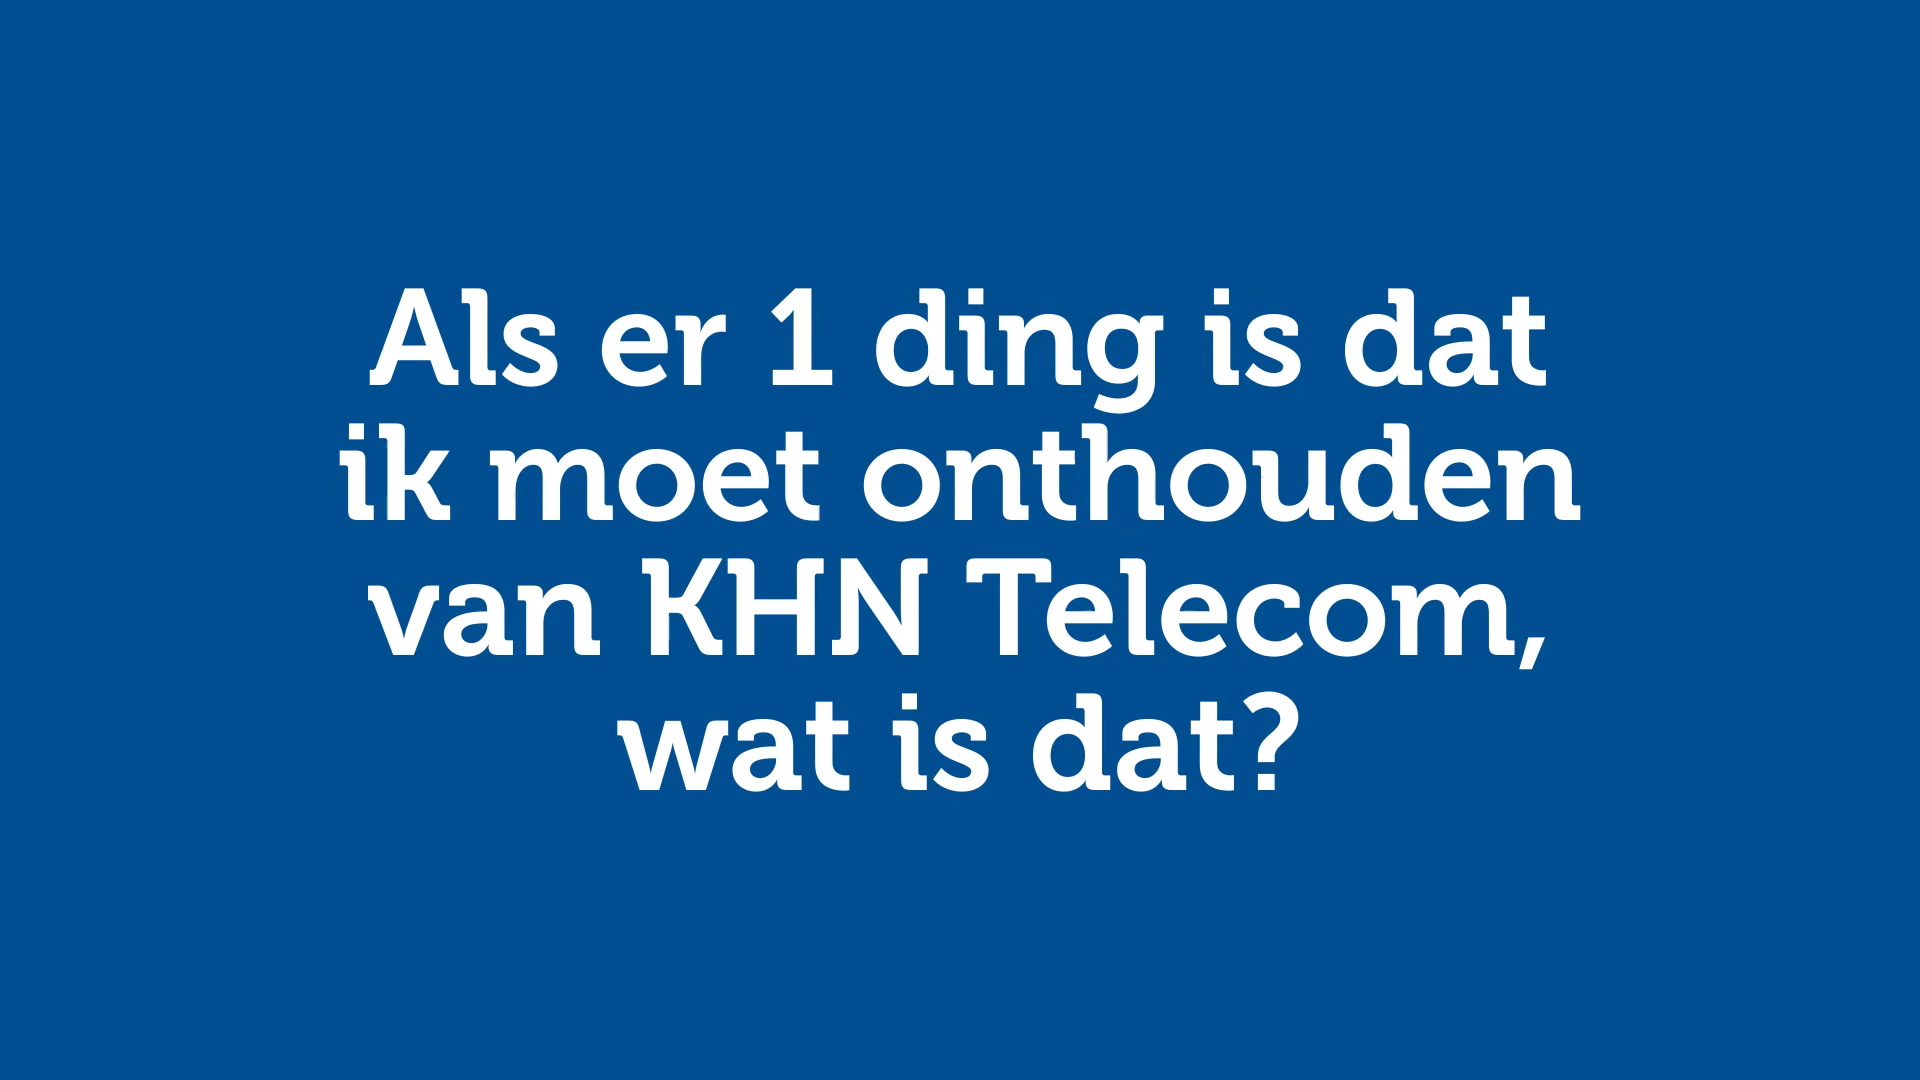 Als er 1 ding is dat
ik moet onthouden
van KHN Telecom,
wat is dat?